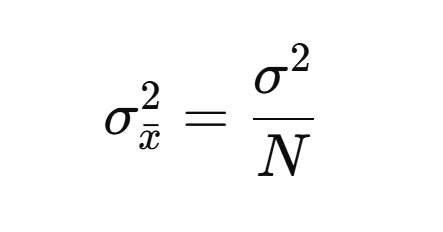 σ²_x̄ = σ²/N